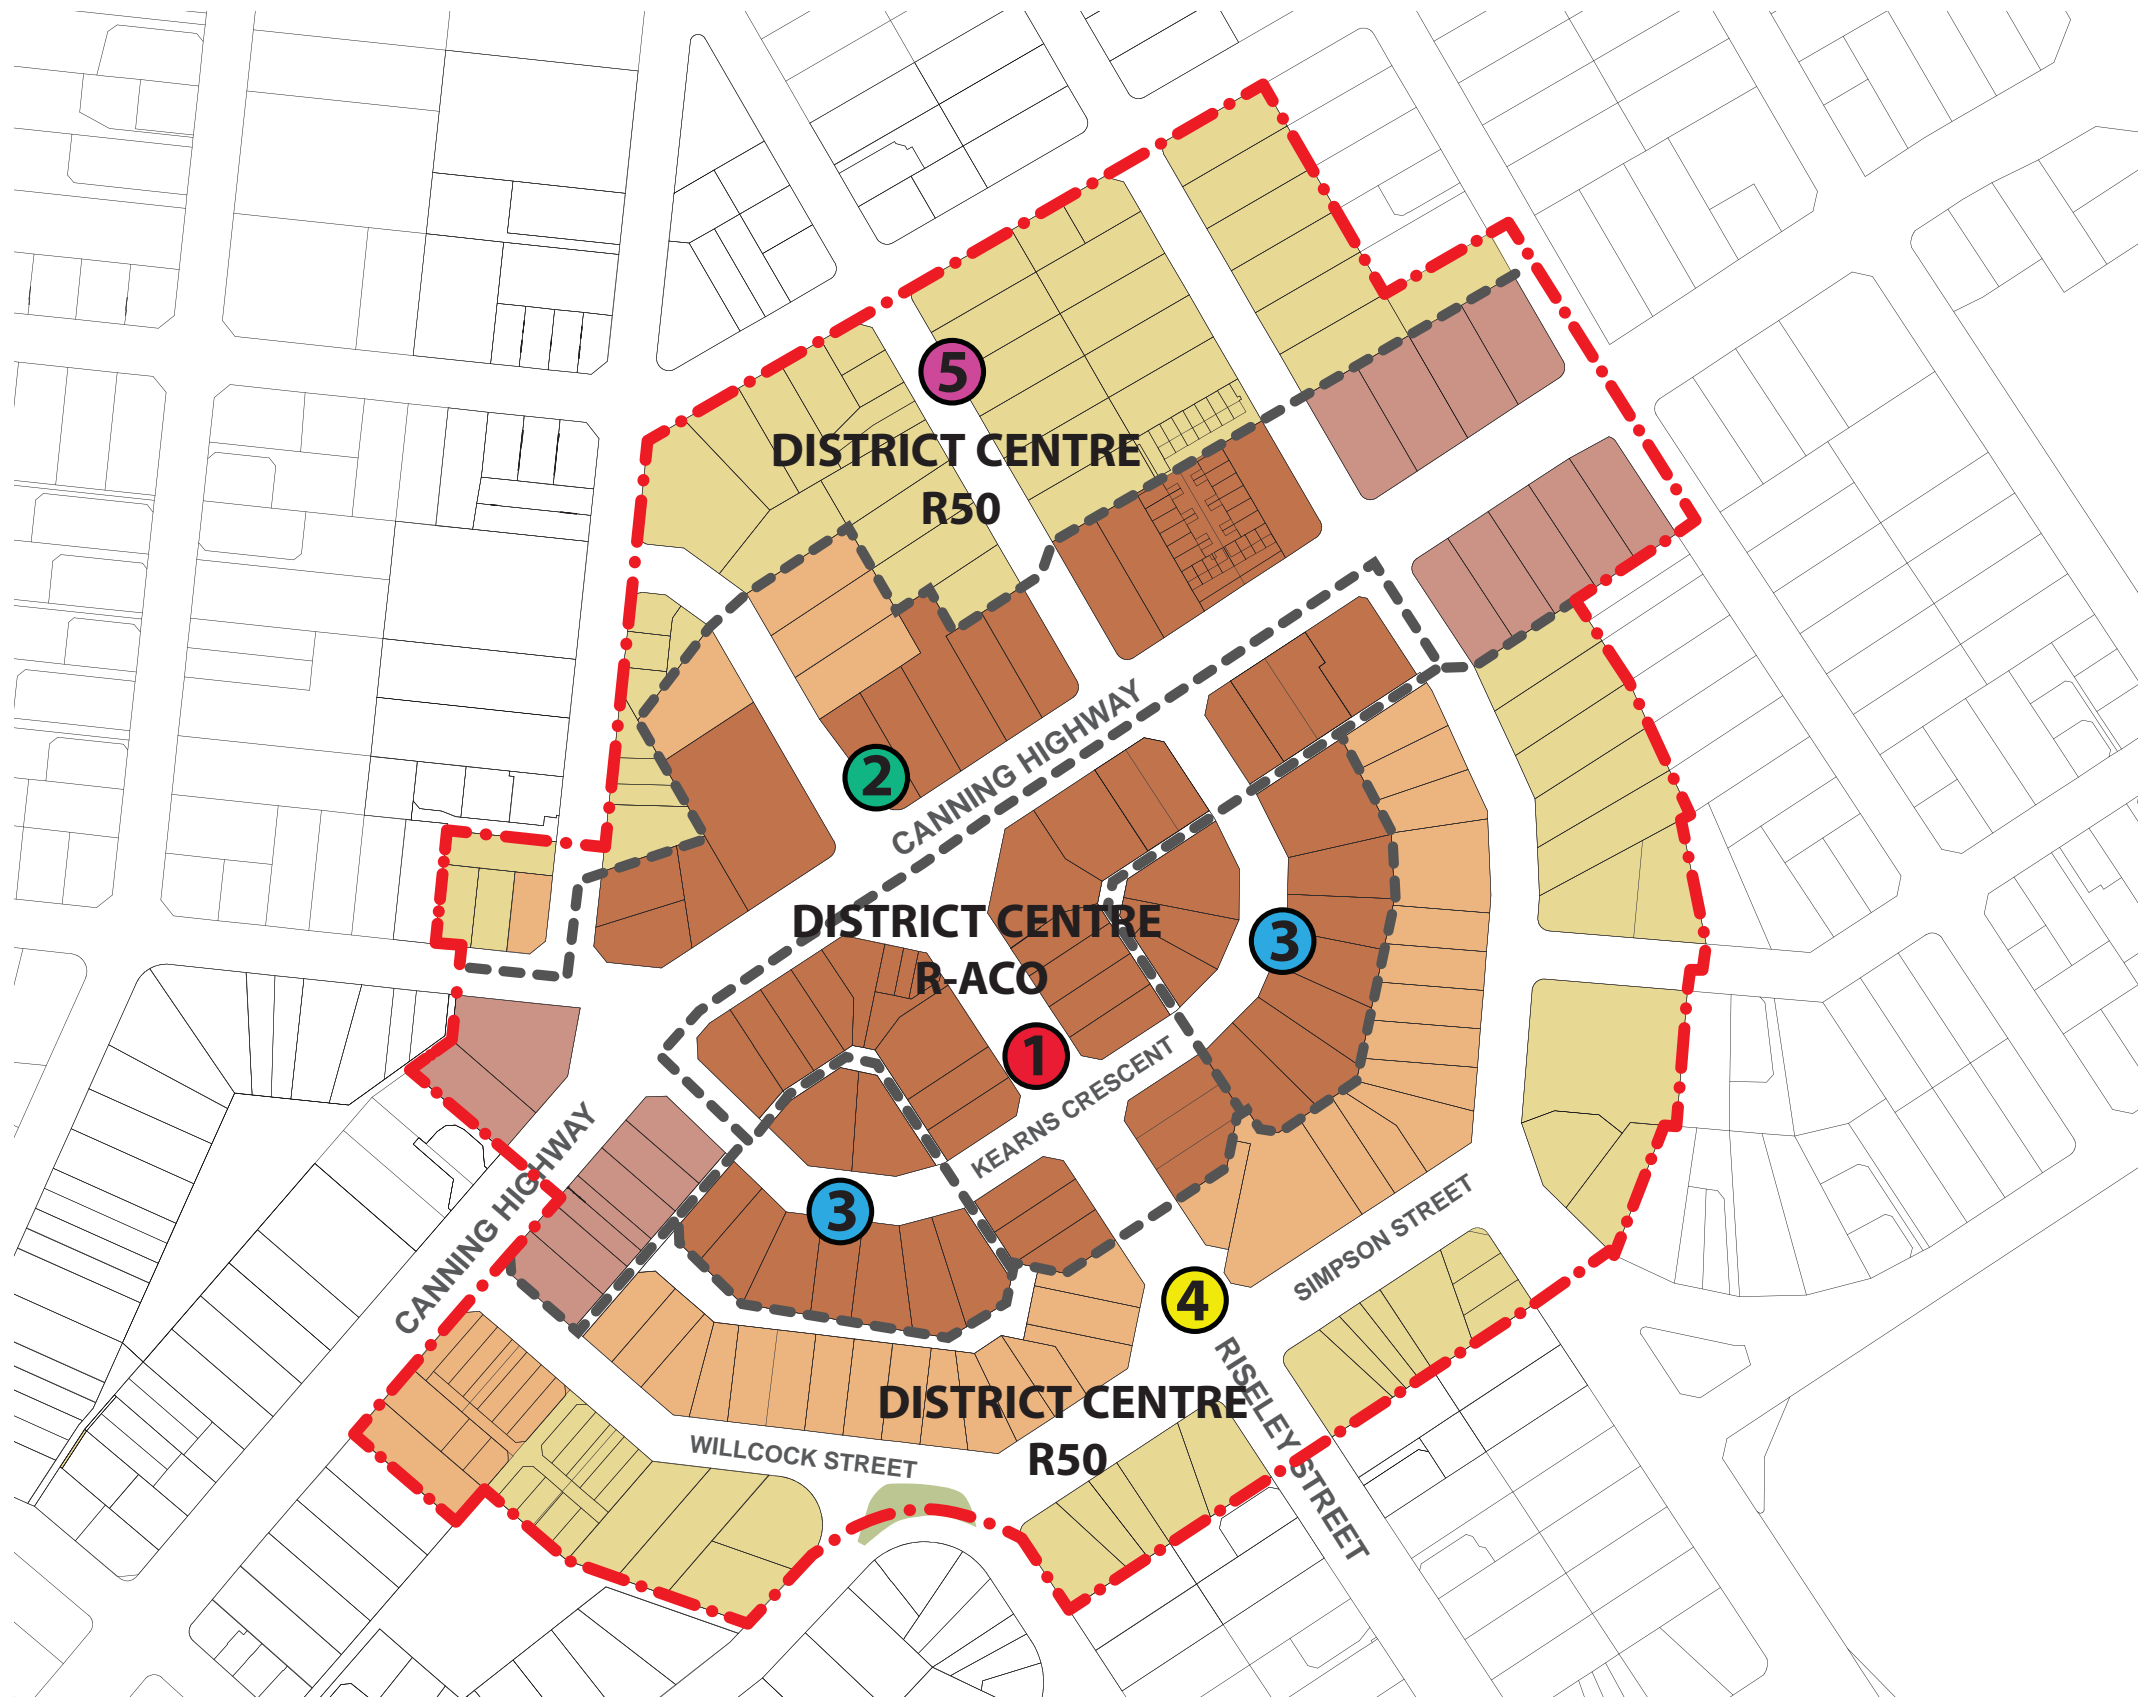 5
DISTRICT CENTRE
R50
2
CANNING HIGHWAY
DISTRICT CENTRE
R-ACO
3
1
KEARNS CRESCENT
CANNING HIGHWAY
3
SIMPSON STREET
4
DISTRICT CENTRE
R50
RISELEY STREET
WILLCOCK STREET